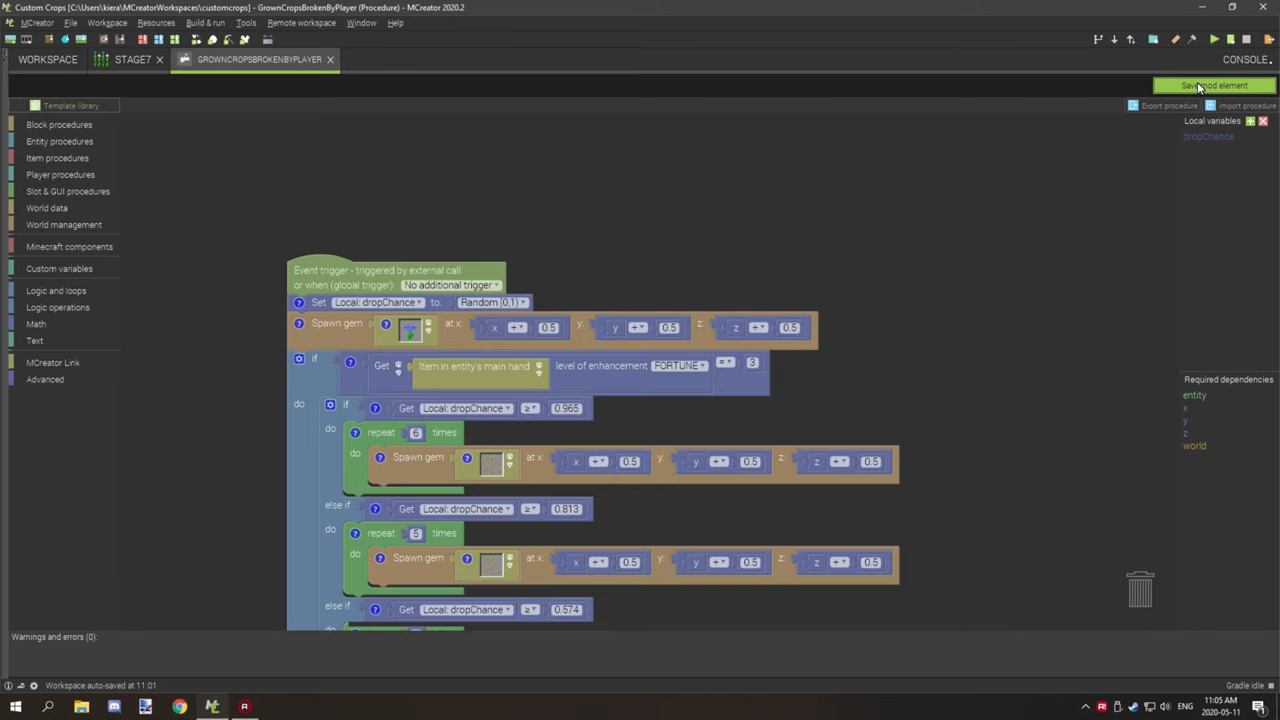 Custom Crops [C:\Users\kiera\MCreatorWorkspaces\customcrops] - GrownCropsBrokenByPlayer (Procedure) - MCreator 2020.2
MCreator File Workspace Resources Build & run Tools Remote workspace Window Help
WORKSPACE STAGE7 GROWNCROPSBROKENBYPLAYER CONSOLE
Save mod element
Template library Export procedure Import procedure
Block procedures
Entity procedures
Item procedures
Player procedures
Slot & GUI procedures
World data
World management
Minecraft components
Custom variables
Logic and loops
Logic operations
Math
Text
MCreator Link
Advanced
Event trigger - triggered by external call
or when (global trigger): No additional trigger
Set Local: dropChance to: Random [0,1)
Spawn gem at x: x + 0.5 y: y + 0.5 z: z + 0.5
if Get Item in entity's main hand level of enhancement FORTUNE = 3
do if Get Local: dropChance ≥ 0.965
do repeat 6 times
do Spawn gem at x: x + 0.5 y: y + 0.5 z: z + 0.5
else if Get Local: dropChance ≥ 0.813
do repeat 5 times
do Spawn gem at x: x + 0.5 y: y + 0.5 z: z + 0.5
else if Get Local: dropChance ≥ 0.574
do
Local variables
dropChance
Required dependencies
entity
x
y
z
world
Warnings and errors (0):
Workspace auto-saved at 11:01 Gradle idle
ENG 11:05 AM
2020-05-11